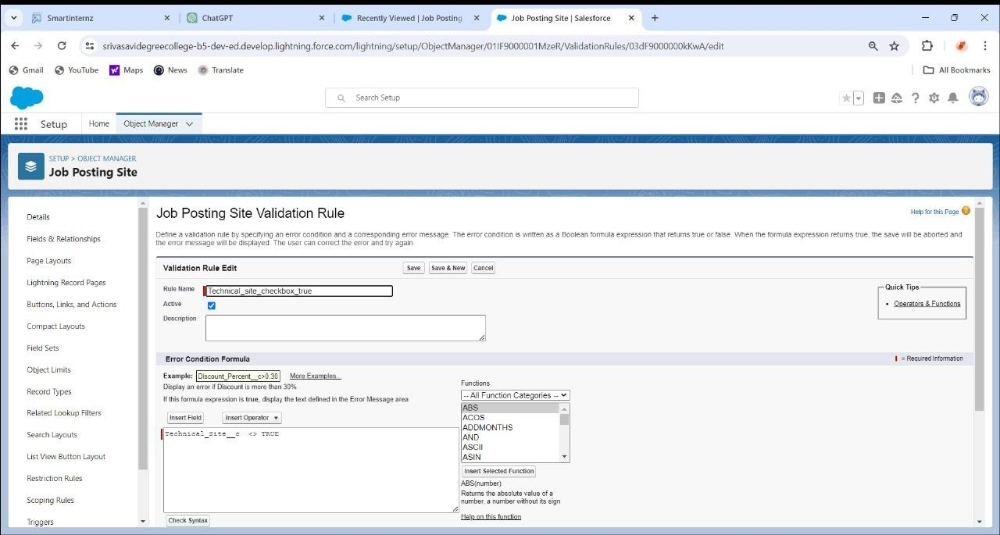 Smartinternz
ChatGPT
Recently Viewed | Job Posting
Job Posting Site | Salesforce
srivasavidegreecollege-b5-dev-ed.develop.lightning.force.com/lightning/setup/ObjectManager/01IF9000001MzeR/ValidationRules/03dF9000000kKwA/edit
Gmail YouTube Maps News Translate All Bookmarks
Search Setup
Setup Home Object Manager
SETUP > OBJECT MANAGER
Job Posting Site
Details
Fields & Relationships
Page Layouts
Lightning Record Pages
Buttons, Links, and Actions
Compact Layouts
Field Sets
Object Limits
Record Types
Related Lookup Filters
Search Layouts
List View Button Layout
Restriction Rules
Scoping Rules
Triggers
Job Posting Site Validation Rule
Help for this Page
Define a validation rule by specifying an error condition and a corresponding error message. The error condition is written as a Boolean formula expression that returns true or false. When the formula expression returns true, the save will be aborted and
the error message will be displayed. The user can correct the error and try again.
Validation Rule Edit Save Save & New Cancel
Rule Name Technical_site_checkbox_true
Active
Description
Quick Tips
Operators & Functions
Error Condition Formula = Required Information
Example: Discount_Percent__c>0.30 More Examples...
Display an error if Discount is more than 30%
If this formula expression is true, display the text defined in the Error Message area
Insert Field Insert Operator
Technical_Site__c <> TRUE
Check Syntax
Functions
-- All Function Categories --
ABS
ACOS
ADDMONTHS
AND
ASCII
ASIN
Insert Selected Function
ABS(number)
Returns the absolute value of a
number, a number without its sign
Help on this function